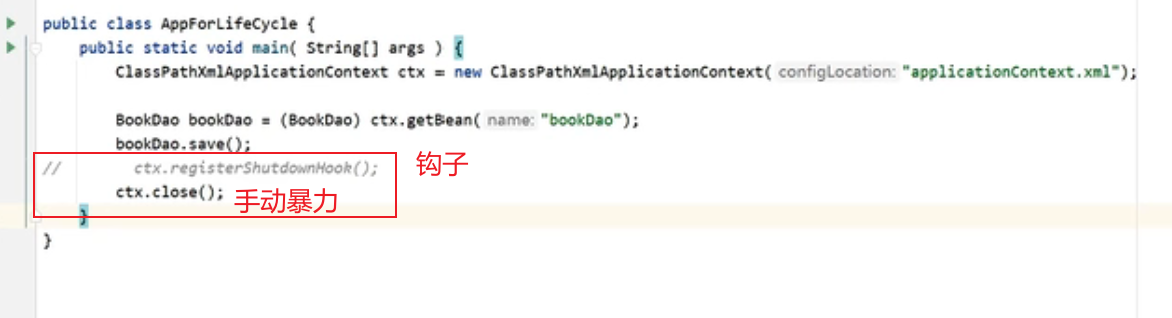 public class AppForLifeCycle {
public static void main( String[] args ) {
ClassPathXmlApplicationContext ctx = new ClassPathXmlApplicationContext( configLocation: "applicationContext.xml");
BookDao bookDao = (BookDao) ctx.getBean( name: "bookDao");
bookDao.save();
// ctx.registerShutdownHook(); 钩子
ctx.close(); 手动暴力
}
}